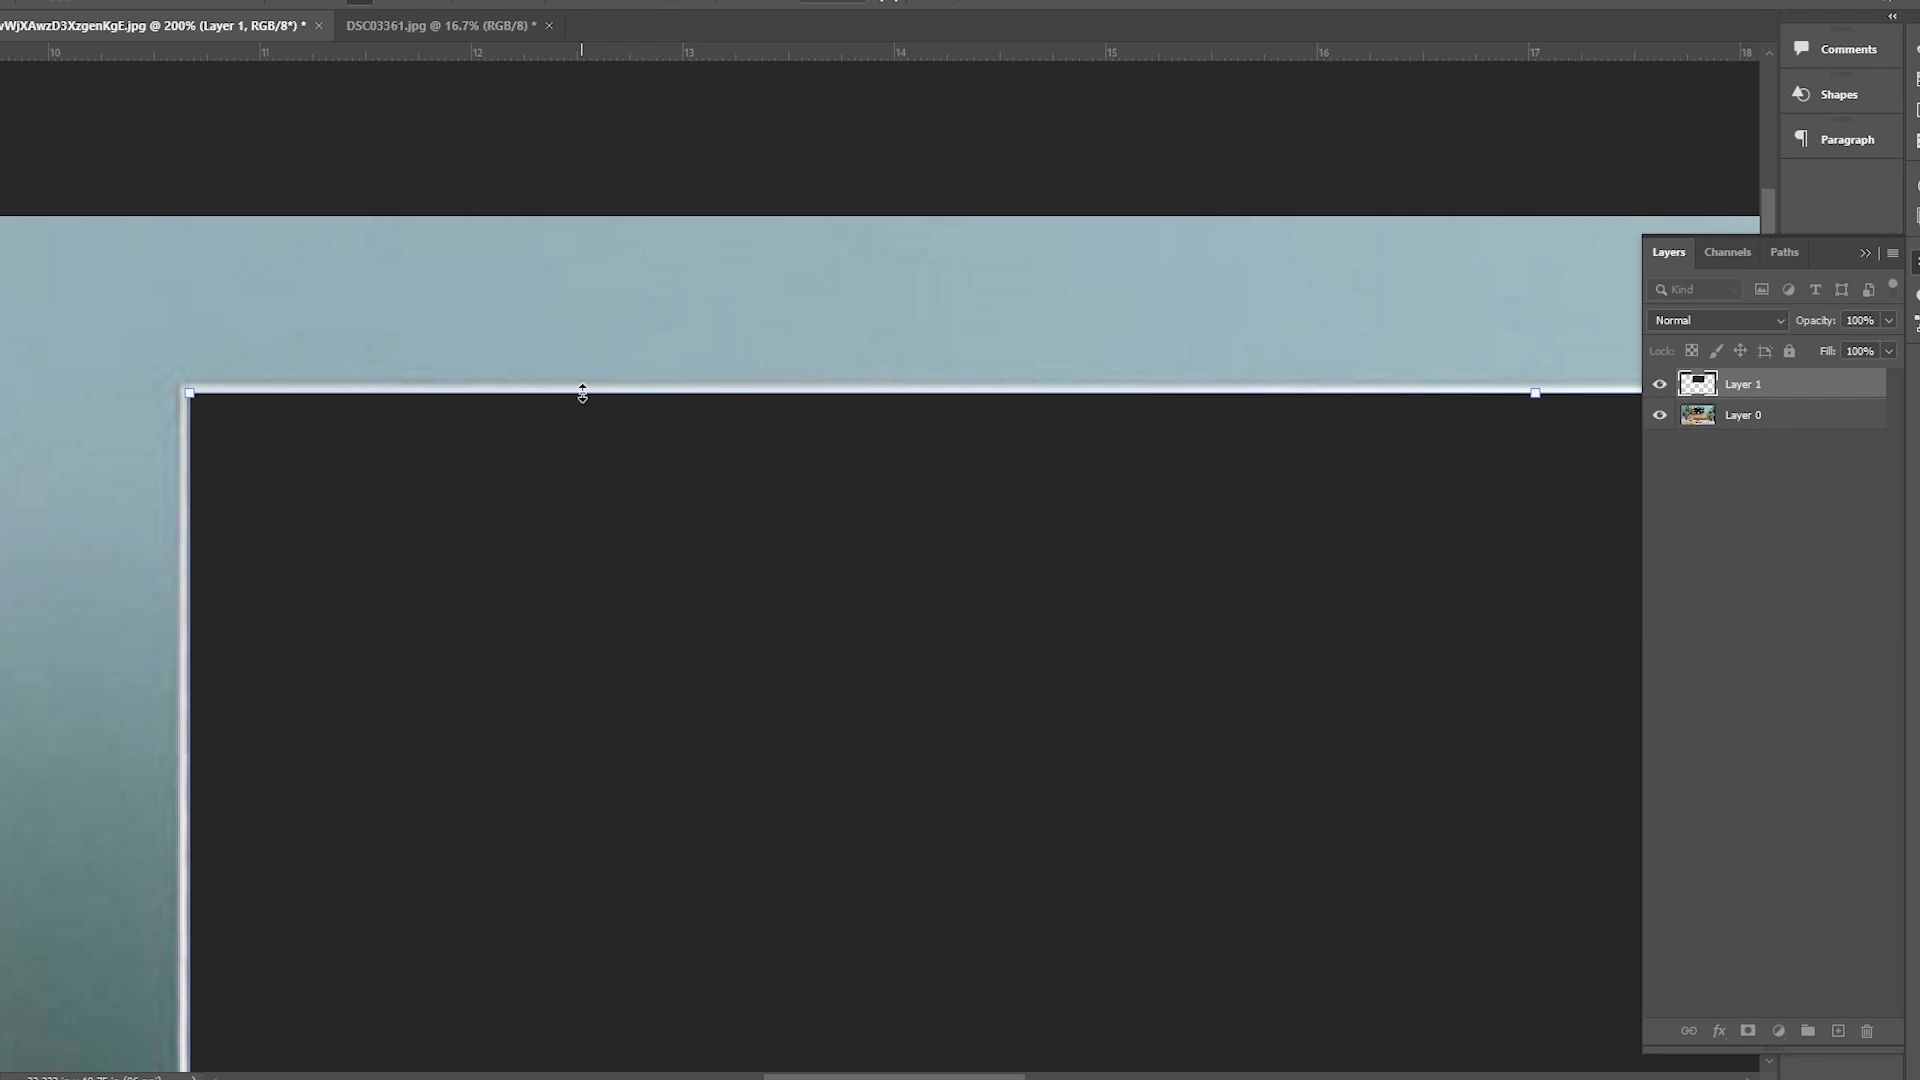 vWjXAwzD3XzgenKgE.jpg @ 200% (Layer 1, RGB/8*) * ×
DSC03361.jpg @ 16.7% (RGB/8) * ×
10 11 12 13 14 15 16 17 18
Comments
Shapes
Paragraph
Layers Channels Paths
Kind
Normal Opacity: 100%
Lock: Fill: 100%
Layer 1
Layer 0
fx